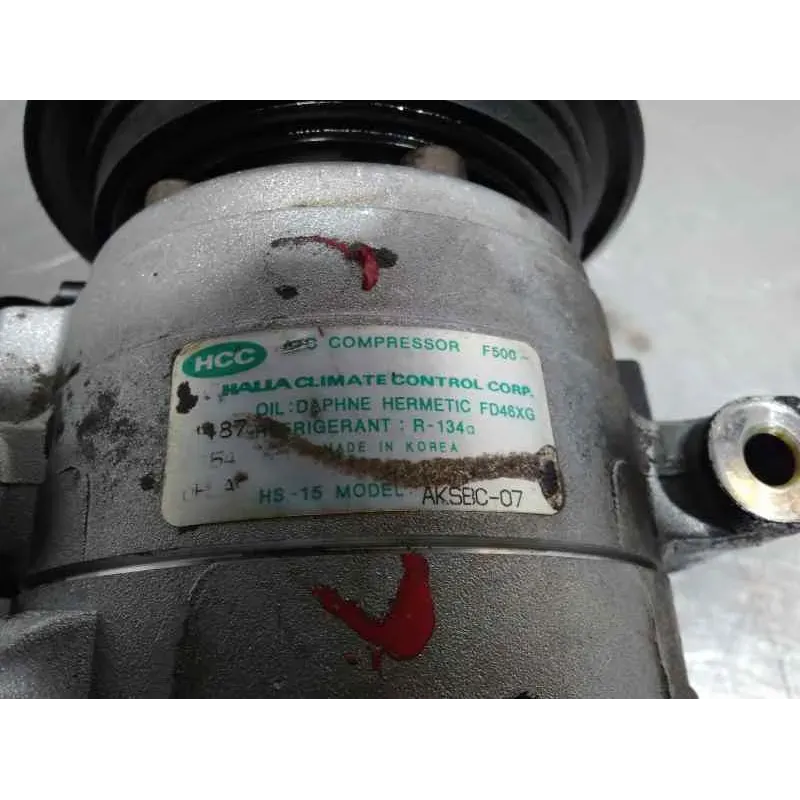 HCC COMPRESSOR F500-
HALLA CLIMATE CONTROL CORP.
OIL : DAPHNE HERMETIC FD46XG
REFRIGERANT : R-134a
MADE IN KOREA
HS-15 MODEL AKSBC-07